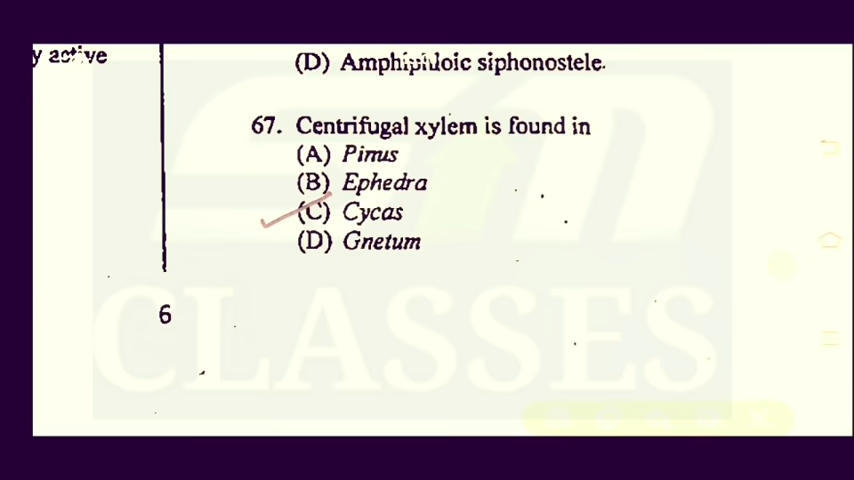 y active
(D) Amphiphloic siphonostele.
67. Centrifugal xylem is found in
(A) Pinus
(B) Ephedra
(C) Cycas
(D) Gnetum
6
CLASSES